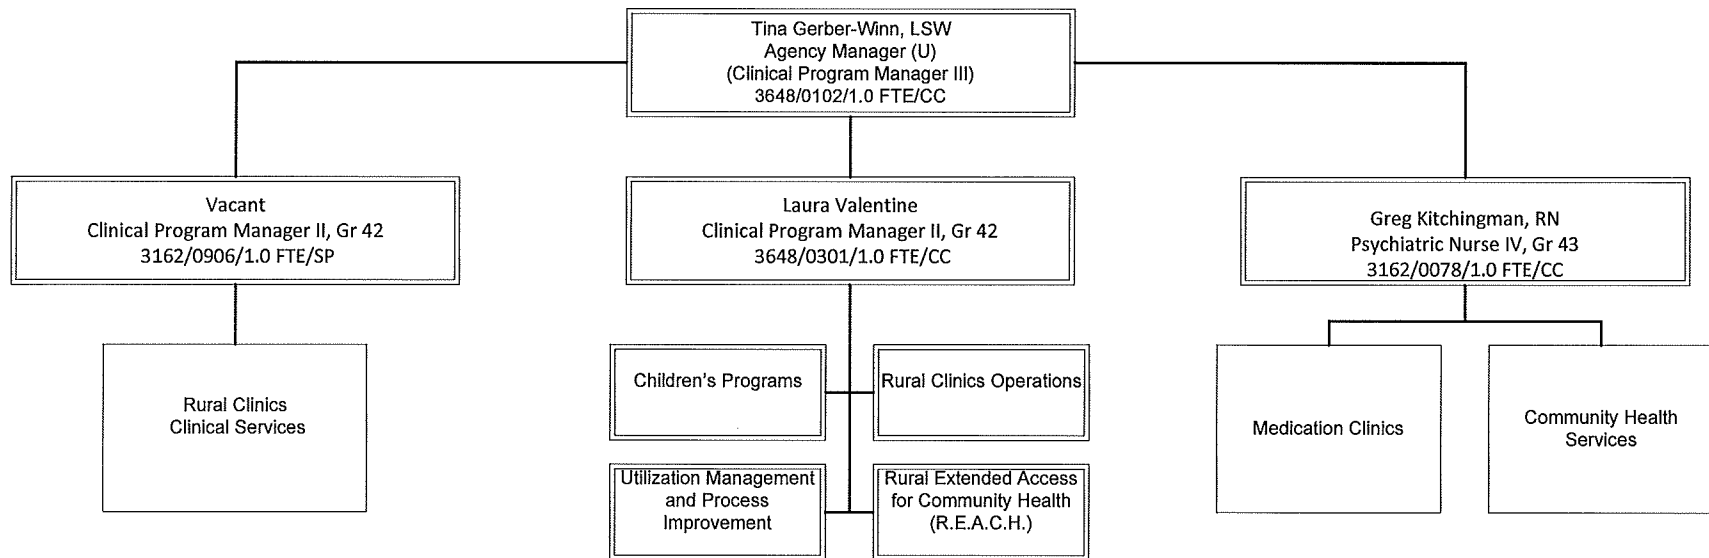 Tina Gerber-Winn, LSW
Agency Manager (U)
(Clinical Program Manager III)
3648/0102/1.0 FTE/CC
Vacant
Clinical Program Manager II, Gr 42
3162/0906/1.0 FTE/SP
Laura Valentine
Clinical Program Manager II, Gr 42
3648/0301/1.0 FTE/CC
Greg Kitchingman, RN
Psychiatric Nurse IV, Gr 43
3162/0078/1.0 FTE/CC
Rural Clinics
Clinical Services
Children's Programs
Rural Clinics Operations
Utilization Management
and Process
Improvement
Rural Extended Access
for Community Health
(R.E.A.C.H.)
Medication Clinics
Community Health
Services